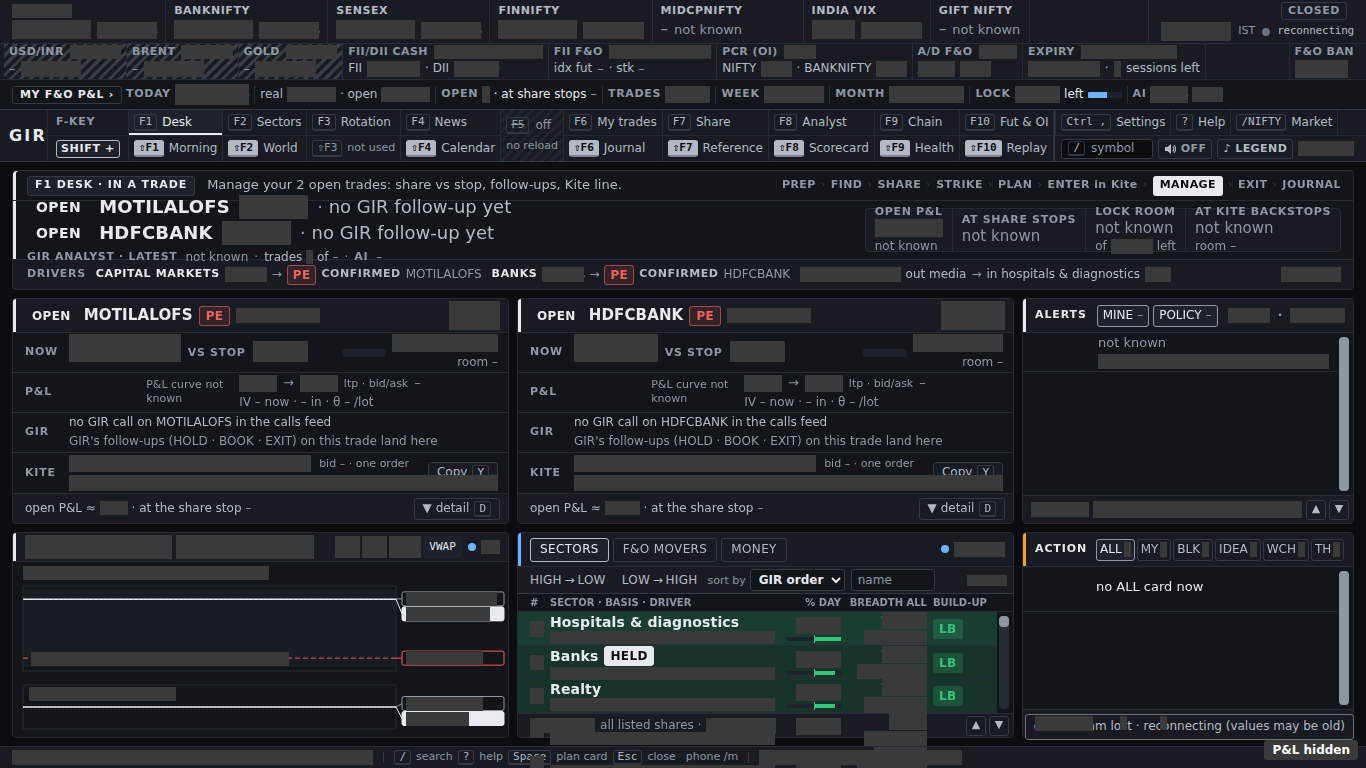 BANKNIFTY SENSEX FINNIFTY MIDCPNIFTY INDIA VIX GIFT NIFTY CLOSED
– not known – not known IST reconnecting
USD/INR BRENT GOLD FII/DII CASH FII F&O PCR (OI) A/D F&O EXPIRY F&O BAN
– – – FII · DII idx fut – · stk – NIFTY · BANKNIFTY · sessions left
MY F&O P&L › TODAY real · open OPEN · at share stops – TRADES WEEK MONTH LOCK left AI
GIR F-KEY F1 Desk F2 Sectors F3 Rotation F4 News F5 off F6 My trades F7 Share F8 Analyst F9 Chain F10 Fut & OI Ctrl , Settings ? Help /NIFTY Market
SHIFT + ⇧F1 Morning ⇧F2 World ⇧F3 not used ⇧F4 Calendar no reload ⇧F6 Journal ⇧F7 Reference ⇧F8 Scorecard ⇧F9 Health ⇧F10 Replay / symbol OFF ♪ LEGEND
F1 DESK · IN A TRADE Manage your 2 open trades: share vs stop, follow-ups, Kite line. PREP › FIND › SHARE › STRIKE › PLAN › ENTER in Kite › MANAGE › EXIT › JOURNAL
OPEN MOTILALOFS · no GIR follow-up yet
OPEN HDFCBANK · no GIR follow-up yet
OPEN P&L AT SHARE STOPS LOCK ROOM AT KITE BACKSTOPS
not known not known not known
not known of left room –
GIR ANALYST · LATEST not known · trades of – · AI –
DRIVERS CAPITAL MARKETS → PE CONFIRMED MOTILALOFS BANKS → PE CONFIRMED HDFCBANK out media → in hospitals & diagnostics
OPEN MOTILALOFS PE
NOW VS STOP
room –
P&L P&L curve not known → ltp · bid/ask –
IV – now · – in · θ – /lot
GIR no GIR call on MOTILALOFS in the calls feed
GIR's follow-ups (HOLD · BOOK · EXIT) on this trade land here
KITE bid – · one order Copy Y
open P&L ≈ · at the share stop – ▼ detail D
OPEN HDFCBANK PE
NOW VS STOP
room –
P&L P&L curve not known → ltp · bid/ask –
IV – now · – in · θ – /lot
GIR no GIR call on HDFCBANK in the calls feed
GIR's follow-ups (HOLD · BOOK · EXIT) on this trade land here
KITE bid – · one order Copy Y
open P&L ≈ · at the share stop – ▼ detail D
ALERTS MINE – POLICY – ·
not known
▲ ▼
VWAP
SECTORS F&O MOVERS MONEY
HIGH→LOW LOW→HIGH sort by GIR order name
# SECTOR · BASIS · DRIVER % DAY BREADTH ALL BUILD-UP
Hospitals & diagnostics LB
Banks HELD LB
Realty LB
all listed shares · ▲ ▼
ACTION ALL MY BLK IDEA WCH TH
no ALL card now
lost · reconnecting (values may be old)
/ search ? help Space plan card Esc close phone /m
P&L hidden